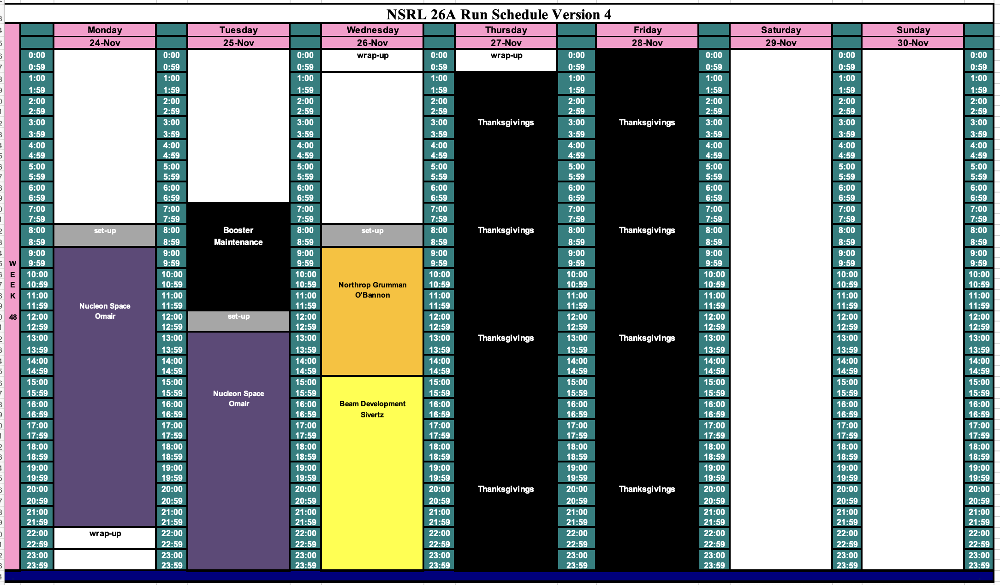 NSRL 26A Run Schedule Version 4
Monday Tuesday Wednesday Thursday Friday Saturday Sunday
24-Nov 25-Nov 26-Nov 27-Nov 28-Nov 29-Nov 30-Nov
0:00 0:00 0:00 wrap-up 0:00 wrap-up 0:00 0:00 0:00 0:00
0:59 0:59 0:59 0:59 0:59 0:59 0:59 0:59
1:00 1:00 1:00 1:00 1:00 1:00 1:00 1:00
1:59 1:59 1:59 1:59 1:59 1:59 1:59 1:59
2:00 2:00 2:00 2:00 2:00 2:00 2:00 2:00
2:59 2:59 2:59 2:59 2:59 2:59 2:59 2:59
3:00 3:00 3:00 3:00 Thanksgivings 3:00 Thanksgivings 3:00 3:00 3:00
3:59 3:59 3:59 3:59 3:59 3:59 3:59 3:59
4:00 4:00 4:00 4:00 4:00 4:00 4:00 4:00
4:59 4:59 4:59 4:59 4:59 4:59 4:59 4:59
5:00 5:00 5:00 5:00 5:00 5:00 5:00 5:00
5:59 5:59 5:59 5:59 5:59 5:59 5:59 5:59
6:00 6:00 6:00 6:00 6:00 6:00 6:00 6:00
6:59 6:59 6:59 6:59 6:59 6:59 6:59 6:59
7:00 7:00 7:00 7:00 7:00 7:00 7:00 7:00
7:59 7:59 7:59 7:59 7:59 7:59 7:59 7:59
8:00 set-up 8:00 Booster 8:00 set-up 8:00 Thanksgivings 8:00 Thanksgivings 8:00 8:00 8:00
8:59 8:59 Maintenance 8:59 8:59 8:59 8:59 8:59 8:59
9:00 9:00 9:00 9:00 9:00 9:00 9:00 9:00
W 9:59 9:59 9:59 9:59 9:59 9:59 9:59 9:59
E 10:00 10:00 10:00 10:00 10:00 10:00 10:00 10:00
E 10:59 10:59 10:59 Northrop Grumman 10:59 10:59 10:59 10:59 10:59
K 11:00 11:00 11:00 O'Bannon 11:00 11:00 11:00 11:00 11:00
11:59 Nucleon Space 11:59 11:59 11:59 11:59 11:59 11:59 11:59
48 12:00 Omair 12:00 set-up 12:00 12:00 12:00 12:00 12:00 12:00
12:59 12:59 12:59 12:59 12:59 12:59 12:59 12:59
13:00 13:00 13:00 13:00 Thanksgivings 13:00 Thanksgivings 13:00 13:00 13:00
13:59 13:59 13:59 13:59 13:59 13:59 13:59 13:59
14:00 14:00 14:00 14:00 14:00 14:00 14:00 14:00
14:59 14:59 14:59 14:59 14:59 14:59 14:59 14:59
15:00 15:00 15:00 15:00 15:00 15:00 15:00 15:00
15:59 15:59 Nucleon Space 15:59 15:59 15:59 15:59 15:59 15:59
16:00 16:00 Omair 16:00 Beam Development 16:00 16:00 16:00 16:00 16:00
16:59 16:59 16:59 Sivertz 16:59 16:59 16:59 16:59 16:59
17:00 17:00 17:00 17:00 17:00 17:00 17:00 17:00
17:59 17:59 17:59 17:59 17:59 17:59 17:59 17:59
18:00 18:00 18:00 18:00 18:00 18:00 18:00 18:00
18:59 18:59 18:59 18:59 18:59 18:59 18:59 18:59
19:00 19:00 19:00 19:00 19:00 19:00 19:00 19:00
19:59 19:59 19:59 19:59 19:59 19:59 19:59 19:59
20:00 20:00 20:00 20:00 Thanksgivings 20:00 Thanksgivings 20:00 20:00 20:00
20:59 20:59 20:59 20:59 20:59 20:59 20:59 20:59
21:00 21:00 21:00 21:00 21:00 21:00 21:00 21:00
21:59 21:59 21:59 21:59 21:59 21:59 21:59 21:59
22:00 wrap-up 22:00 22:00 22:00 22:00 22:00 22:00 22:00
22:59 22:59 22:59 22:59 22:59 22:59 22:59 22:59
23:00 23:00 23:00 23:00 23:00 23:00 23:00 23:00
23:59 23:59 23:59 23:59 23:59 23:59 23:59 23:59